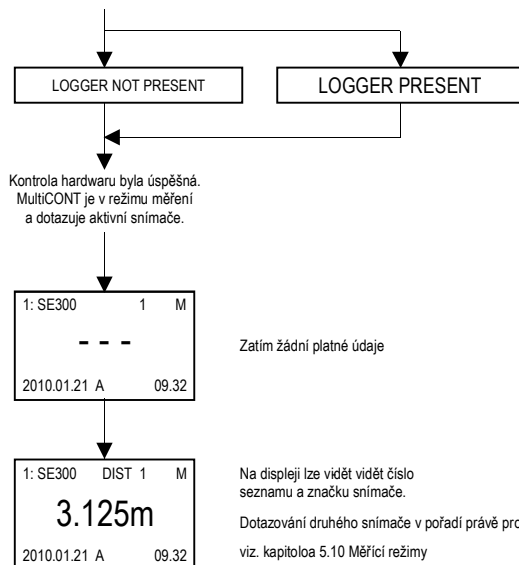 LOGGER NOT PRESENT
LOGGER PRESENT
Kontrola hardwaru byla úspěšná.
MultiCONT je v režimu měření
a dotazuje aktivní snímače.
1: SE300 1 M
- - -
2010.01.21 A 09.32
Zatím žádní platné údaje
1: SE300 DIST 1 M
3.125m
2010.01.21 A 09.32
Na displeji lze vidět vidět číslo
seznamu a značku snímače.
Dotazování druhého snímače v pořadí právě pro
viz. kapitoloa 5.10 Měřící režimy